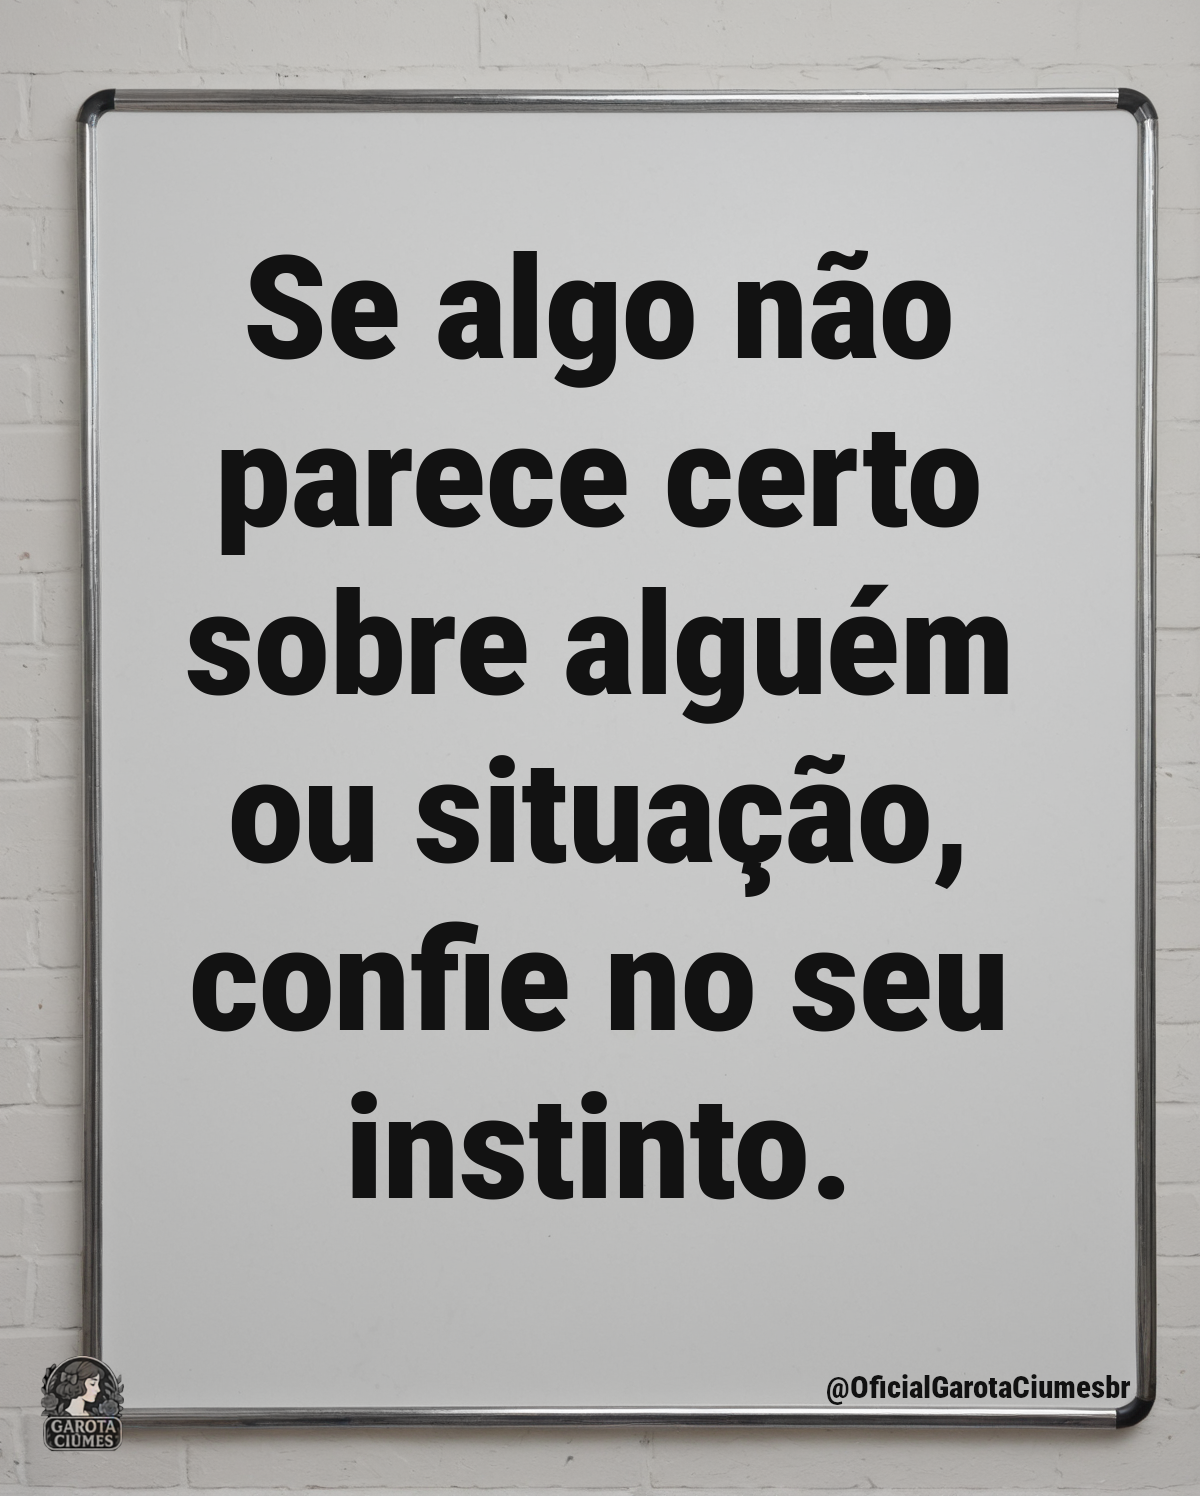 Se algo não
parece certo
sobre alguém
ou situação,
confie no seu
instinto.
@OficialGarotaCiumesbr
GAROTA
CIÚMES